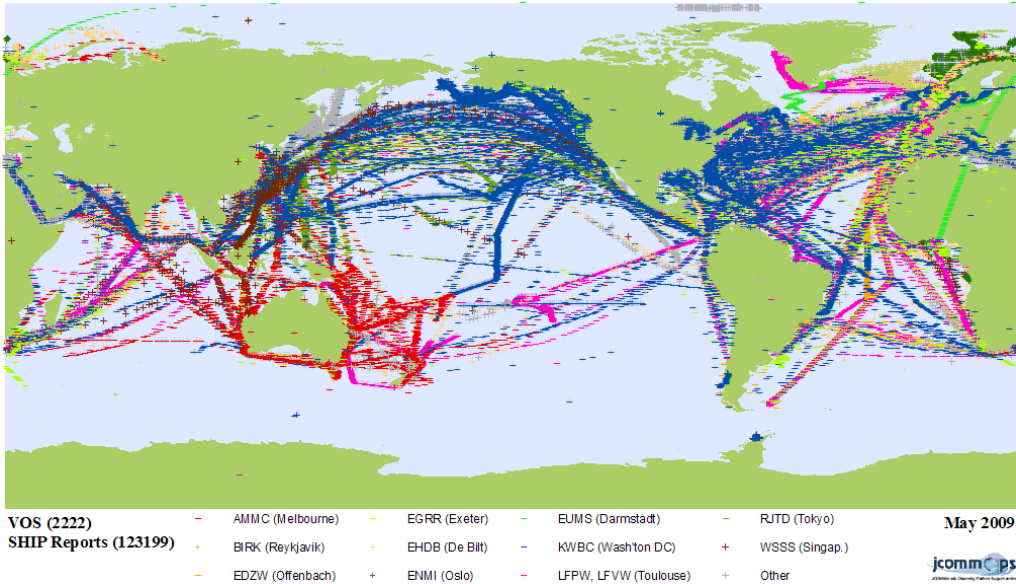 VOS (2222)
SHIP Reports (123199)
AMMC (Melbourne)
EGRR (Exeter)
EUMS (Darmstadt)
RJTD (Tokyo)
May 2009
BIRK (Reykjavik)
EHDB (De Bilt)
KWBC (Wash'ton DC)
WSSS (Singap.)
EDZW (Offenbach)
ENMI (Oslo)
LFPW, LFVW (Toulouse)
Other
jcommops